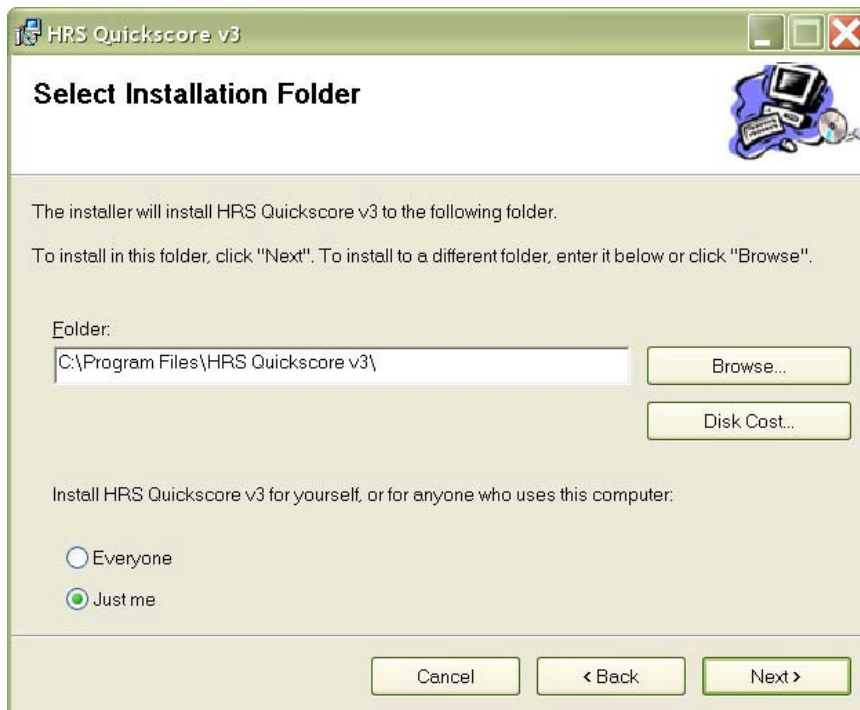 HRS Quickscore v3
Select Installation Folder
The installer will install HRS Quickscore v3 to the following folder.
To install in this folder, click "Next". To install to a different folder, enter it below or click "Browse".
Folder:
C:\Program Files\HRS Quickscore v3\
Browse...
Disk Cost...
Install HRS Quickscore v3 for yourself, or for anyone who uses this computer:
Everyone
Just me
Cancel
< Back
Next >